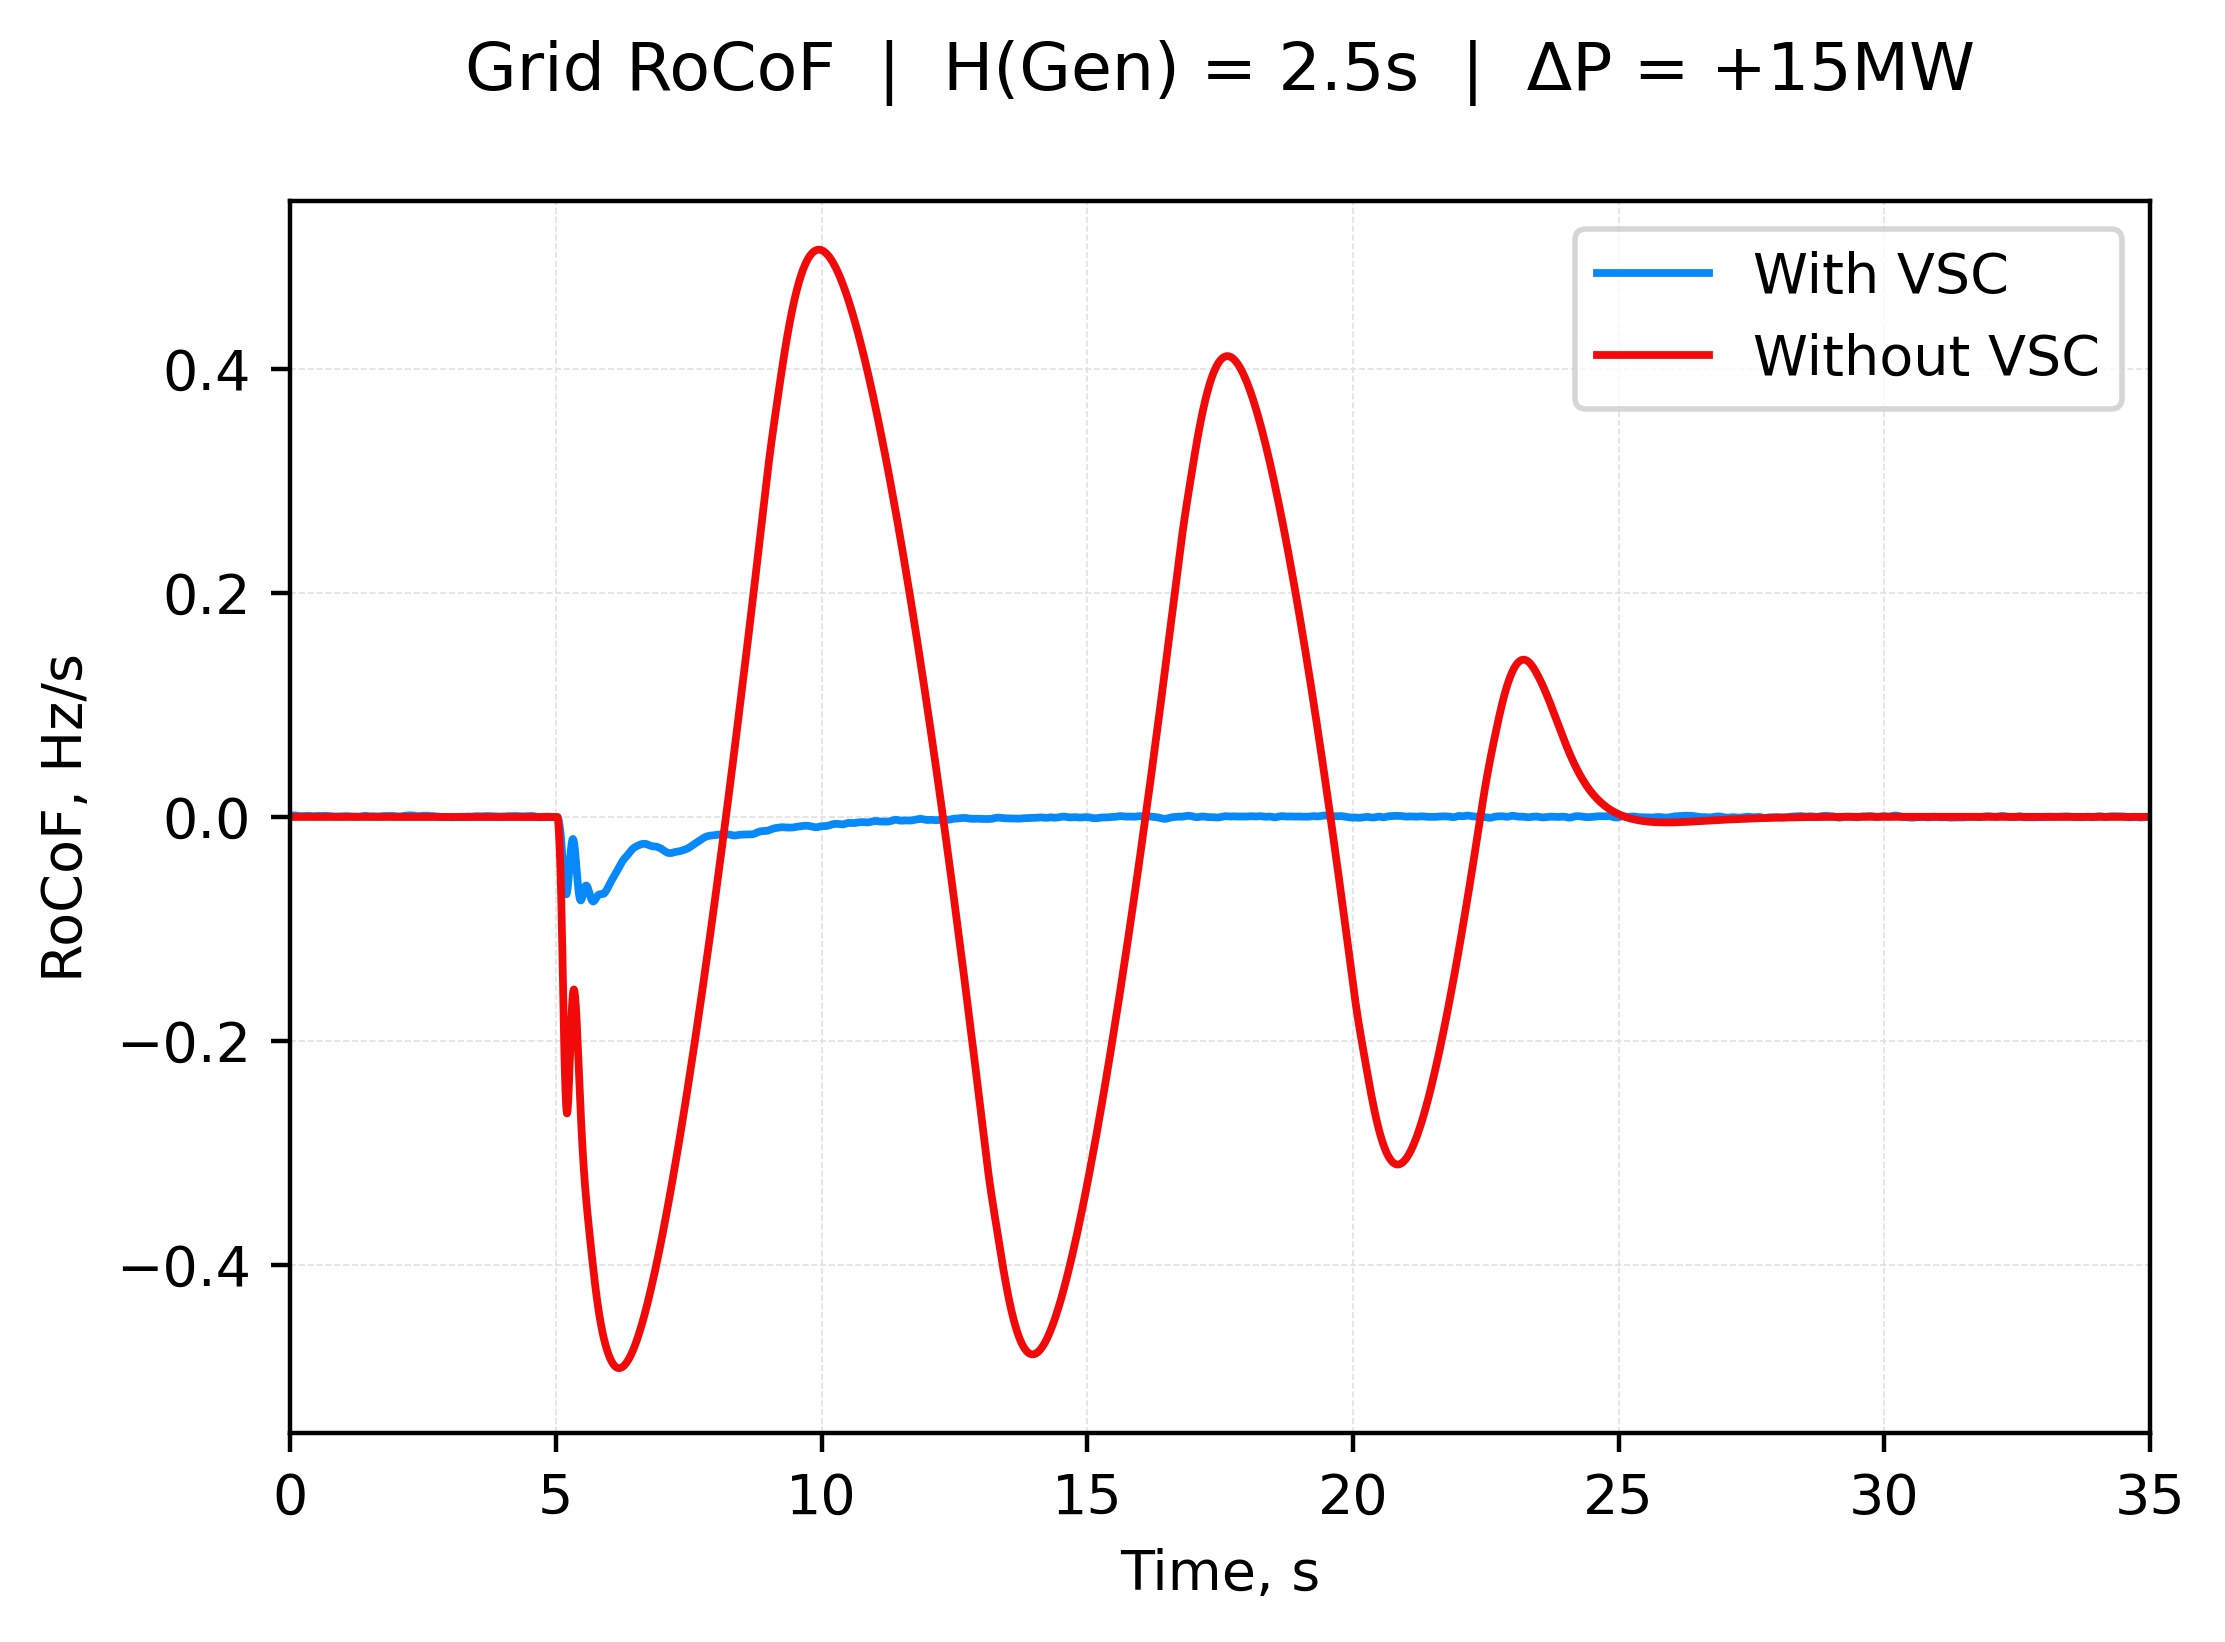 Grid RoCoF | H(Gen) = 2.5s | ΔP = +15MW
With VSC
Without VSC
RoCoF, Hz/s
0.4
0.2
0.0
−0.2
−0.4
0 5 10 15 20 25 30 35
Time, s